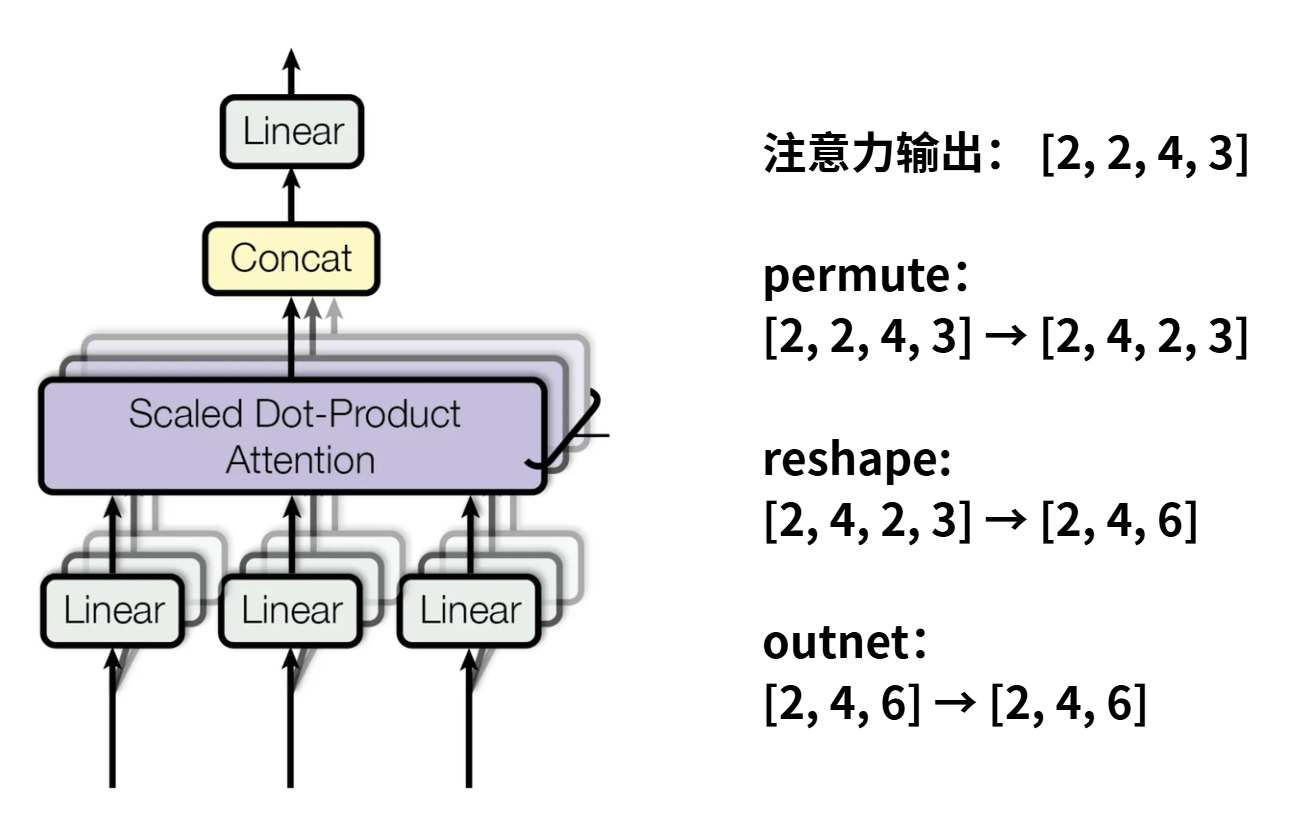 Linear
Concat
Scaled Dot-Product
Attention
Linear
Linear
Linear
注意力输出： [2, 2, 4, 3]
permute：
[2, 2, 4, 3] → [2, 4, 2, 3]
reshape:
[2, 4, 2, 3] → [2, 4, 6]
outnet：
[2, 4, 6] → [2, 4, 6]